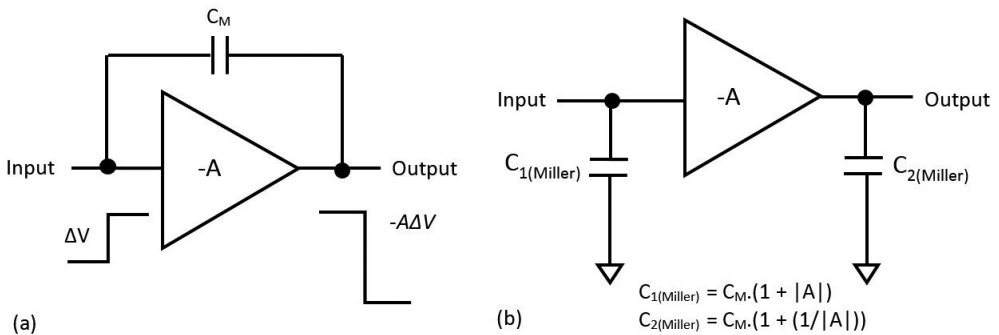 C_M
-A
Input
Output
ΔV
-AΔV
(a)
-A
Input
Output
C_1(Miller)
C_2(Miller)
C_1(Miller) = C_M.(1 + |A|)
C_2(Miller) = C_M.(1 + (1/|A|))
(b)